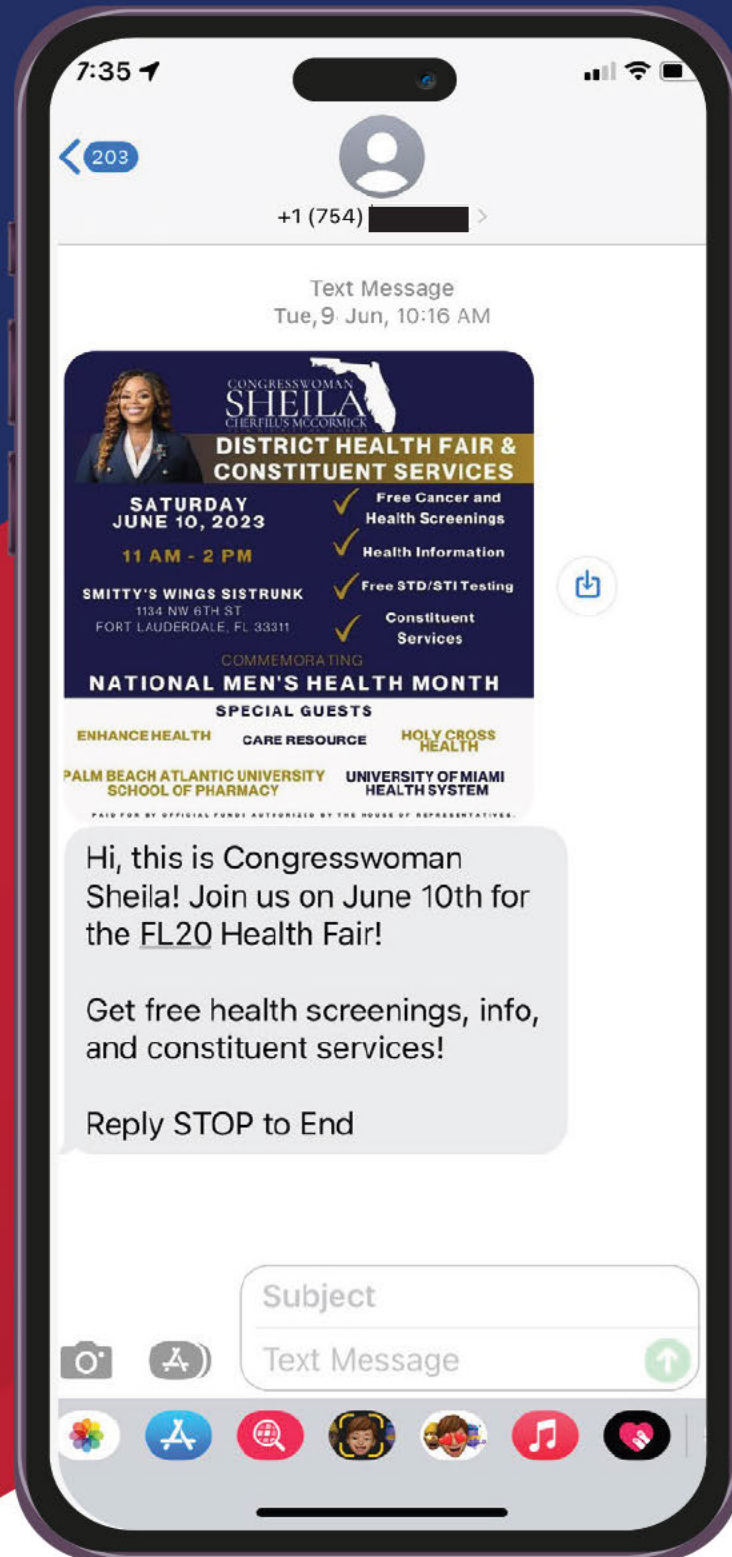 7:35
203
+1 (754)
Text Message
Tue, 9 Jun, 10:16 AM
CONGRESSWOMAN
SHEILA
CHERFILUS MCCORMICK
DISTRICT HEALTH FAIR &
CONSTITUENT SERVICES
SATURDAY
JUNE 10, 2023
11 AM - 2 PM
SMITTY'S WINGS SISTRUNK
1134 NW 6TH ST
FORT LAUDERDALE, FL 33311
Free Cancer and
Health Screenings
Health Information
Free STD/STI Testing
Constituent
Services
COMMEMORATING
NATIONAL MEN'S HEALTH MONTH
SPECIAL GUESTS
ENHANCE HEALTH
CARE RESOURCE
HOLY CROSS
HEALTH
PALM BEACH ATLANTIC UNIVERSITY
SCHOOL OF PHARMACY
UNIVERSITY OF MIAMI
HEALTH SYSTEM
PAID FOR BY OFFICIAL FUNDS AUTHORIZED BY THE HOUSE OF REPRESENTATIVES.
Hi, this is Congresswoman
Sheila! Join us on June 10th for
the FL20 Health Fair!
Get free health screenings, info,
and constituent services!
Reply STOP to End
Subject
Text Message